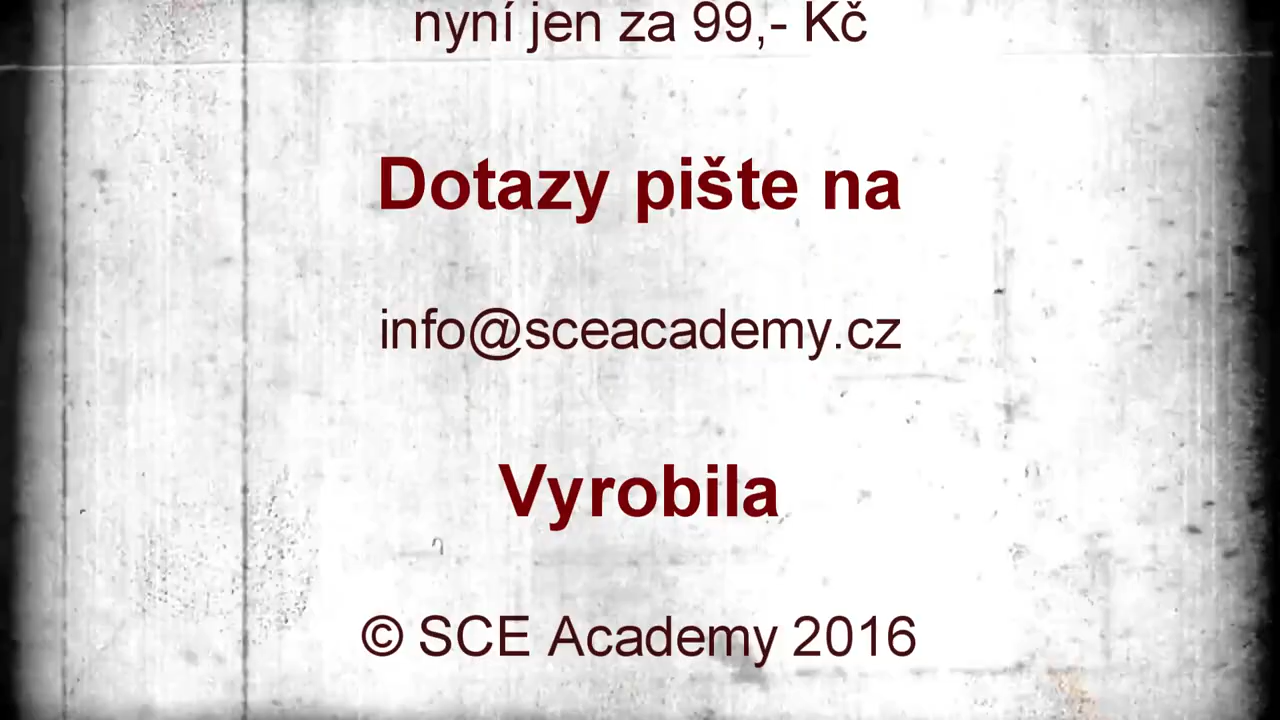 nyní jen za 99,- Kč
Dotazy pište na
info@sceacademy.cz
Vyrobila
© SCE Academy 2016